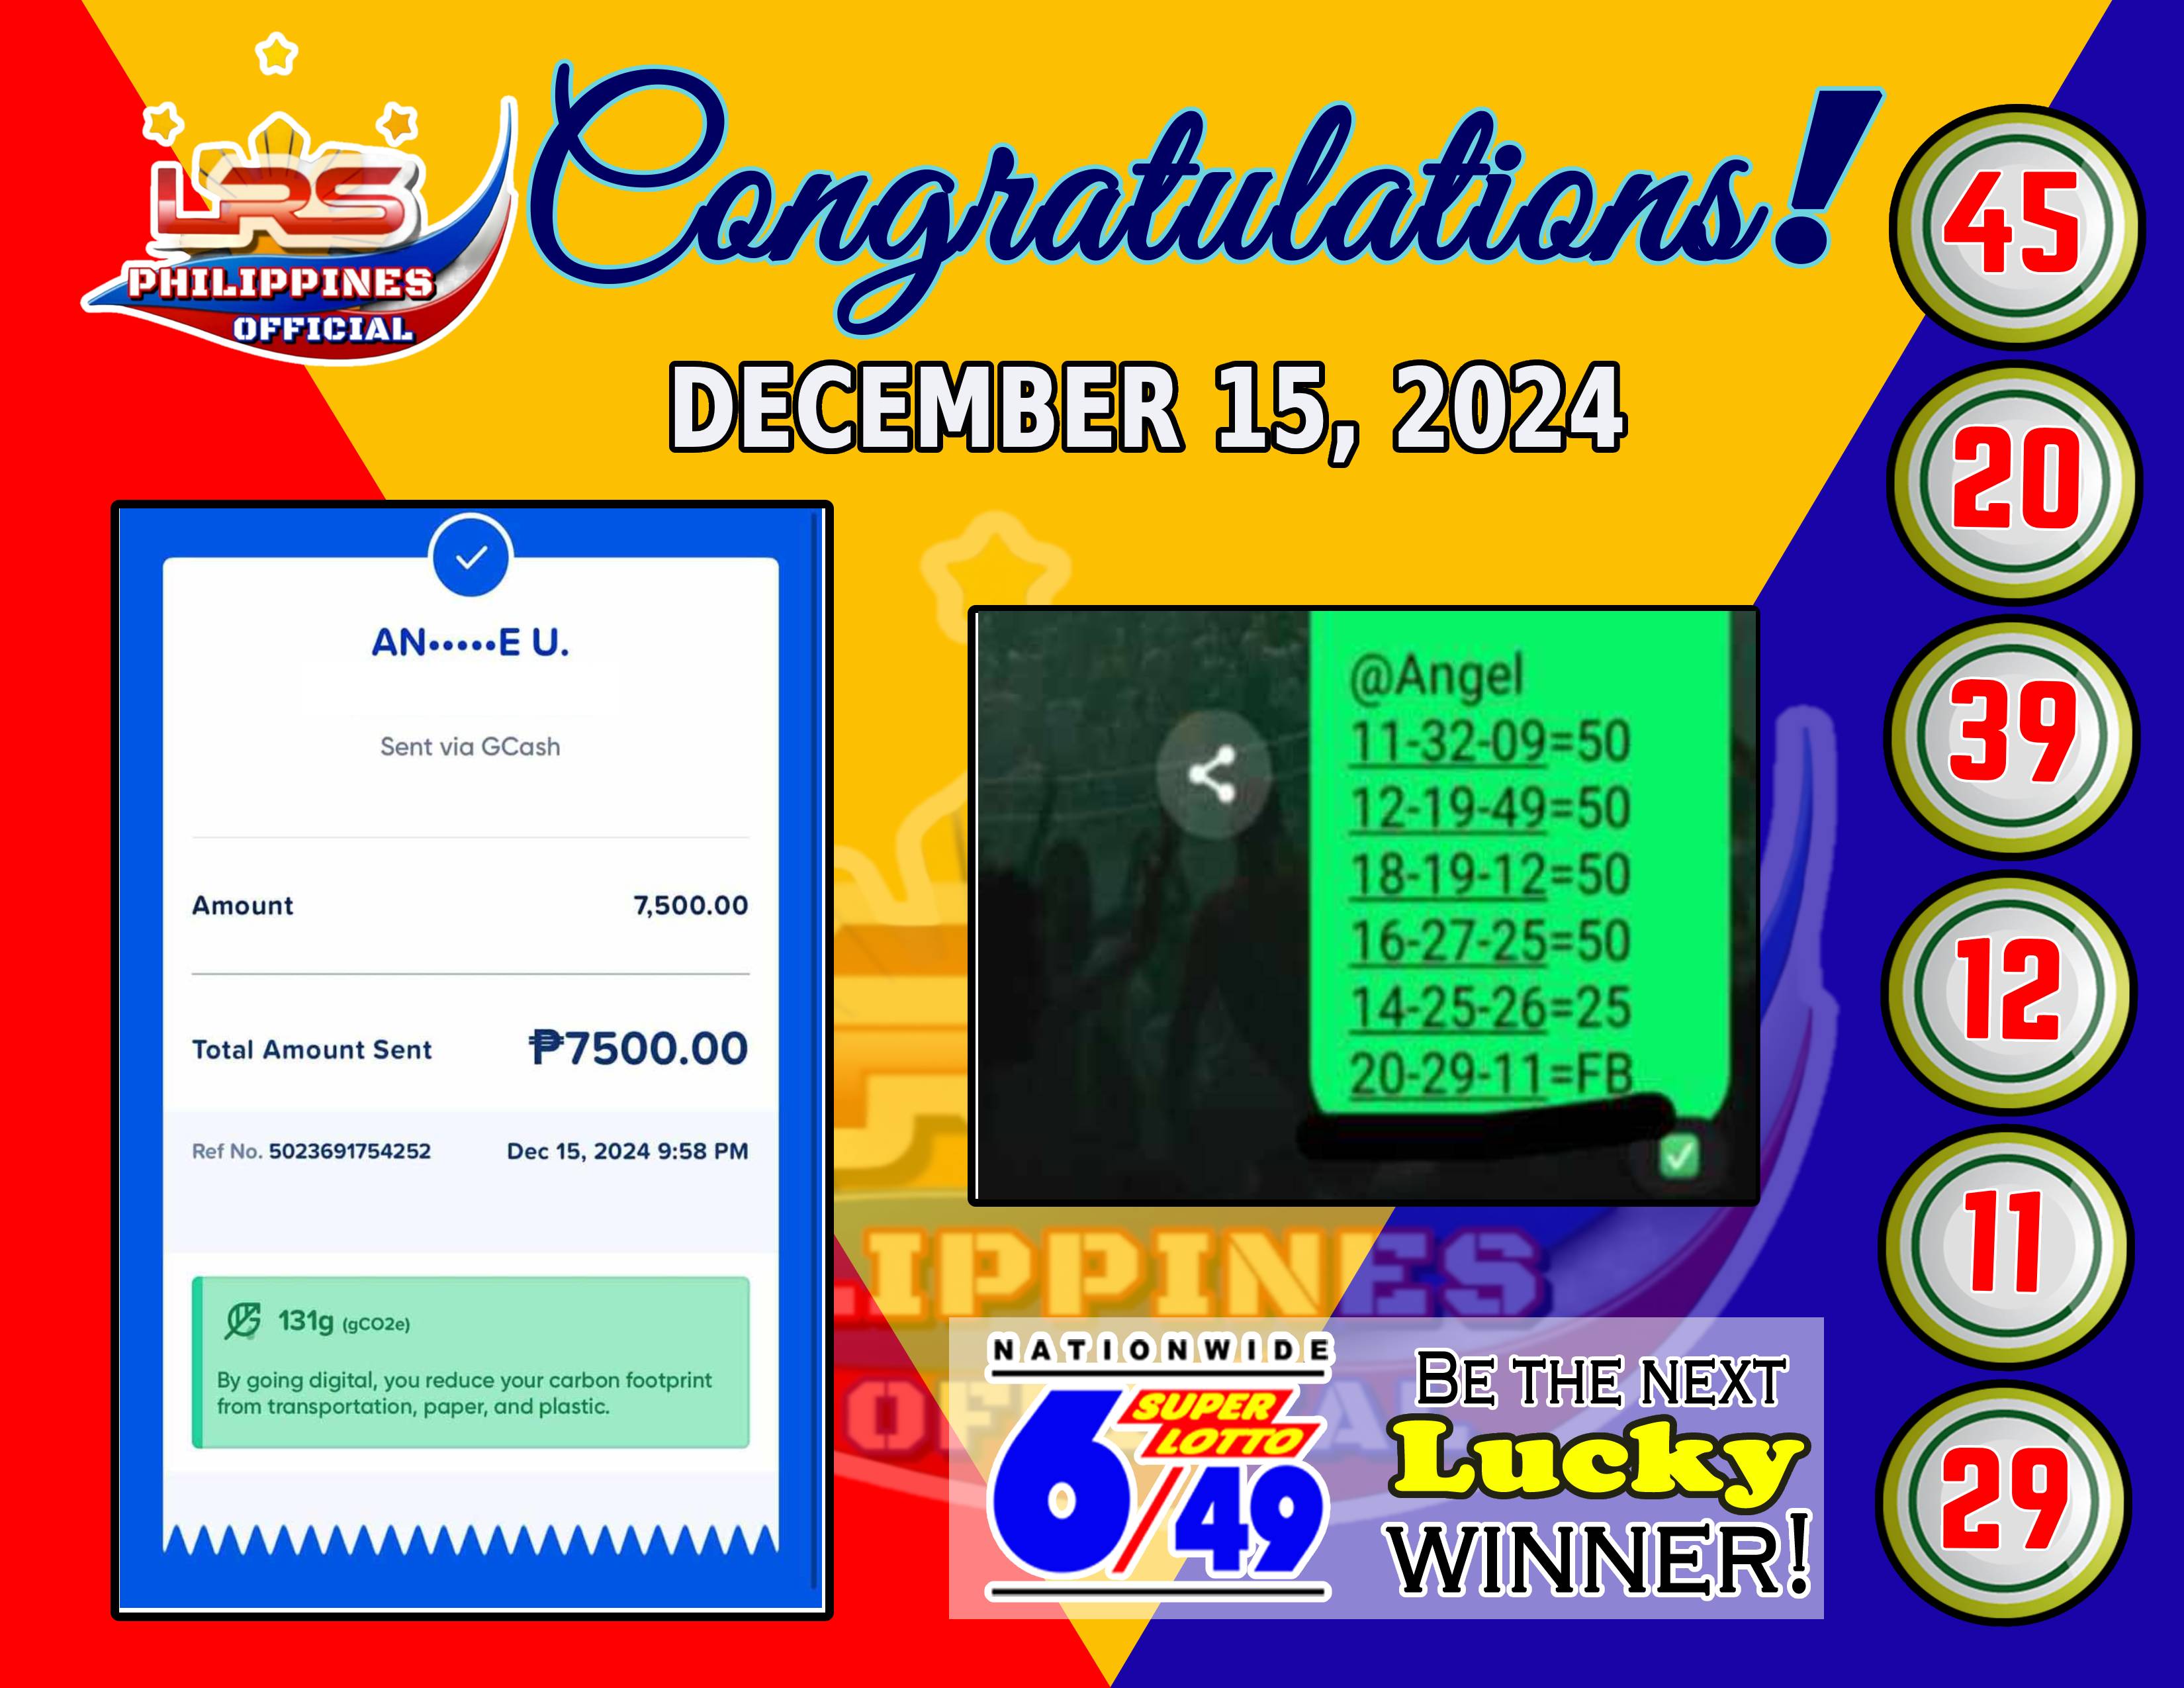 LRS
PHILIPPINES
OFFICIAL
Congratulations!
DECEMBER 15, 2024
AN•••••E U.
Sent via GCash
Amount 7,500.00
Total Amount Sent ₱7500.00
Ref No. 5023691754252 Dec 15, 2024 9:58 PM
131g (gCO2e)
By going digital, you reduce your carbon footprint
from transportation, paper, and plastic.
@Angel
11-32-09=50
12-19-49=50
18-19-12=50
16-27-25=50
14-25-26=25
20-29-11=FB
LIPPINES
NATIONWIDE
SUPER
LOTTO
6/49
BE THE NEXT
Lucky
WINNER!
45
20
39
12
11
29